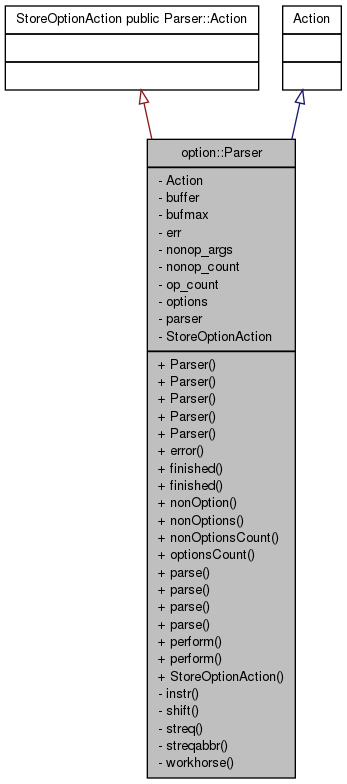 StoreOptionAction public Parser::Action
Action
option::Parser
- Action
- buffer
- bufmax
- err
- nonop_args
- nonop_count
- op_count
- options
- parser
- StoreOptionAction
+ Parser()
+ Parser()
+ Parser()
+ Parser()
+ Parser()
+ error()
+ finished()
+ finished()
+ nonOption()
+ nonOptions()
+ nonOptionsCount()
+ optionsCount()
+ parse()
+ parse()
+ parse()
+ parse()
+ perform()
+ perform()
+ StoreOptionAction()
- instr()
- shift()
- streq()
- streqabbr()
- workhorse()